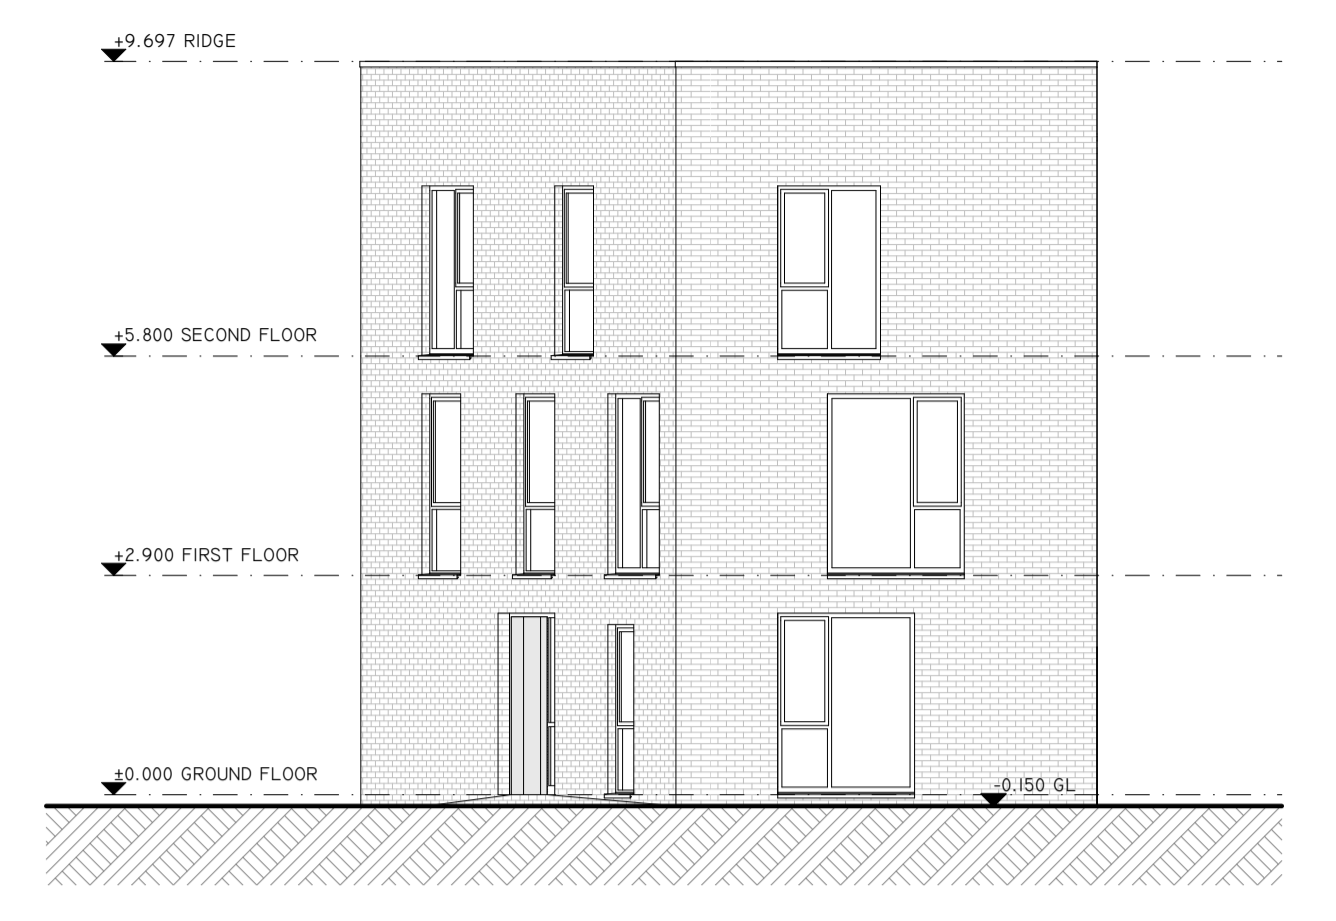 +9.697 RIDGE
+5.800 SECOND FLOOR
+2.900 FIRST FLOOR
±0.000 GROUND FLOOR
-0.150 GL